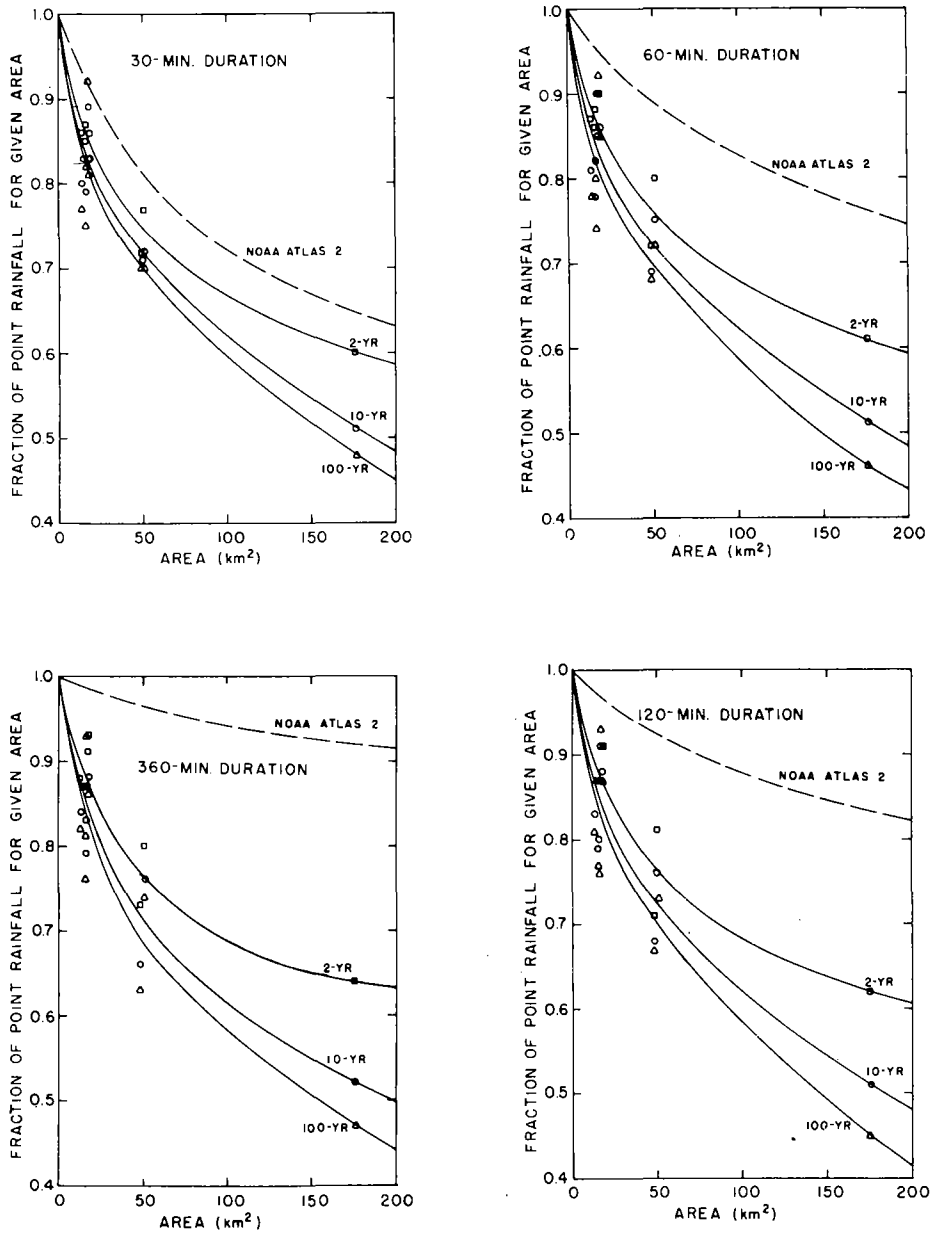 FRACTION OF POINT RAINFALL FOR GIVEN AREA
1.0
0.9
0.8
0.7
0.6
0.5
0.4
30-MIN. DURATION
NOAA ATLAS 2
2-YR
10-YR
100-YR
0 50 100 150 200
AREA (km²)
FRACTION OF POINT RAINFALL FOR GIVEN AREA
1.0
0.9
0.8
0.7
.06
0.5
0.4
60-MIN. DURATION
NOAA ATLAS 2
2-YR
10-YR
100-YR
0 50 100 150 200
AREA (km²)
FRACTION OF POINT RAINFALL FOR GIVEN AREA
1.0
0.9
0.8
0.7
0.6
0.5
0.4
NOAA ATLAS 2
360-MIN. DURATION
2-YR
10-YR
100-YR
0 50 100 150 200
AREA (km²)
FRACTION OF POINT RAINFALL FOR GIVEN AREA
1.0
0.9
0.8
0.7
0.6
0.5
0.4
120-MIN. DURATION
NOAA ATLAS 2
2-YR
10-YR
100-YR
0 50 100 150 200
AREA (km²)